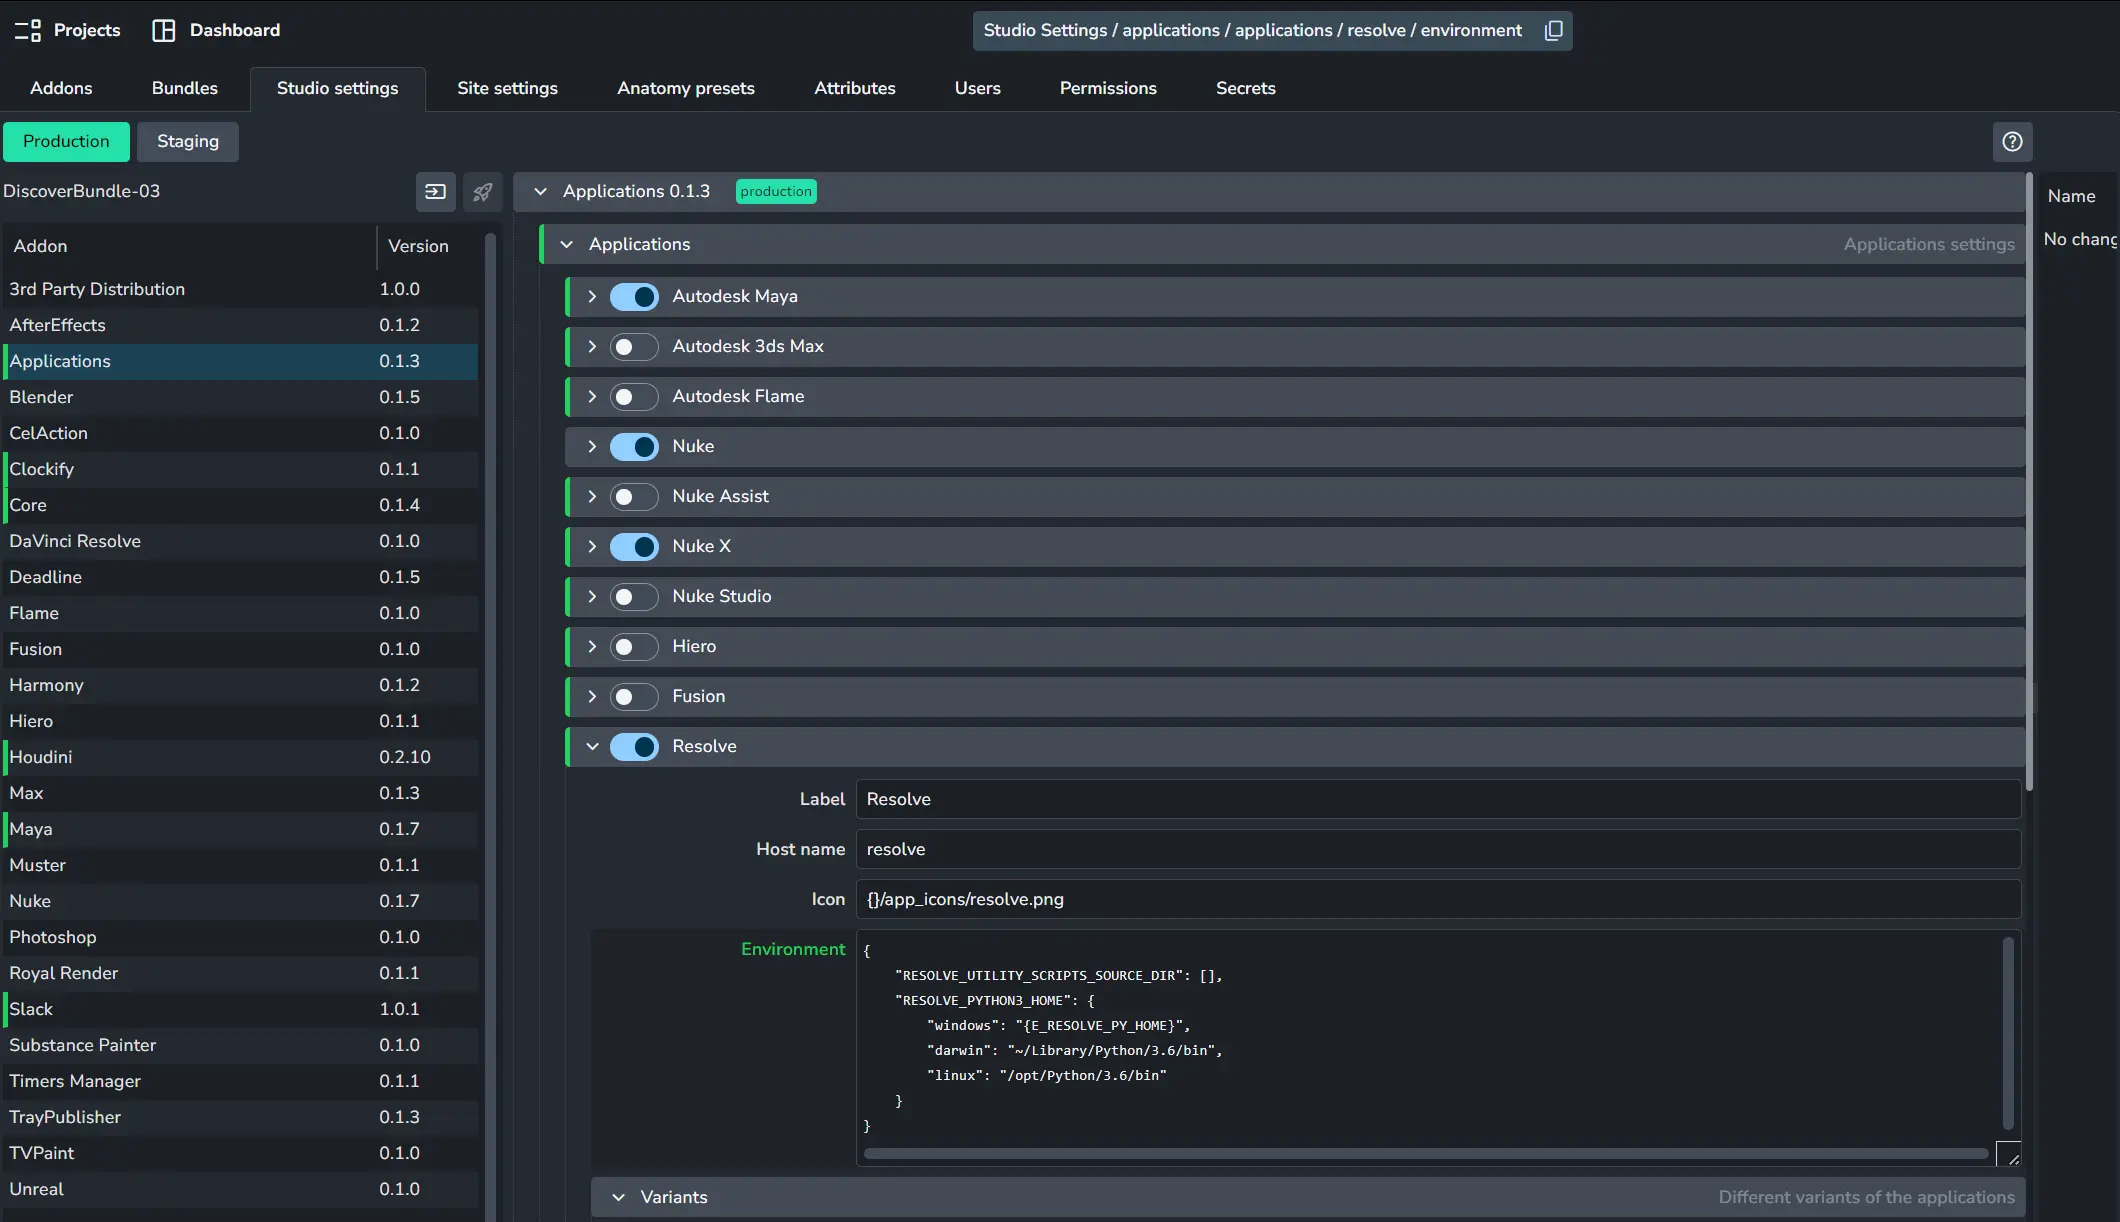 Projects
Dashboard
Studio Settings / applications / applications / resolve / environment
Addons
Bundles
Studio settings
Site settings
Anatomy presets
Attributes
Users
Permissions
Secrets
Production
Staging
DiscoverBundle-03
Addon Version
3rd Party Distribution 1.0.0
AfterEffects 0.1.2
Applications 0.1.3
Blender 0.1.5
CelAction 0.1.0
Clockify 0.1.1
Core 0.1.4
DaVinci Resolve 0.1.0
Deadline 0.1.5
Flame 0.1.0
Fusion 0.1.0
Harmony 0.1.2
Hiero 0.1.1
Houdini 0.2.10
Max 0.1.3
Maya 0.1.7
Muster 0.1.1
Nuke 0.1.7
Photoshop 0.1.0
Royal Render 0.1.1
Slack 1.0.1
Substance Painter 0.1.0
Timers Manager 0.1.1
TrayPublisher 0.1.3
TVPaint 0.1.0
Unreal 0.1.0
Applications 0.1.3 production
Applications Applications settings
Autodesk Maya
Autodesk 3ds Max
Autodesk Flame
Nuke
Nuke Assist
Nuke X
Nuke Studio
Hiero
Fusion
Resolve
Label Resolve
Host name resolve
Icon {}/app_icons/resolve.png
Environment {
"RESOLVE_UTILITY_SCRIPTS_SOURCE_DIR": [],
"RESOLVE_PYTHON3_HOME": {
"windows": "{E_RESOLVE_PY_HOME}",
"darwin": "~/Library/Python/3.6/bin",
"linux": "/opt/Python/3.6/bin"
}
}
Variants Different variants of the applications
Name
No chang